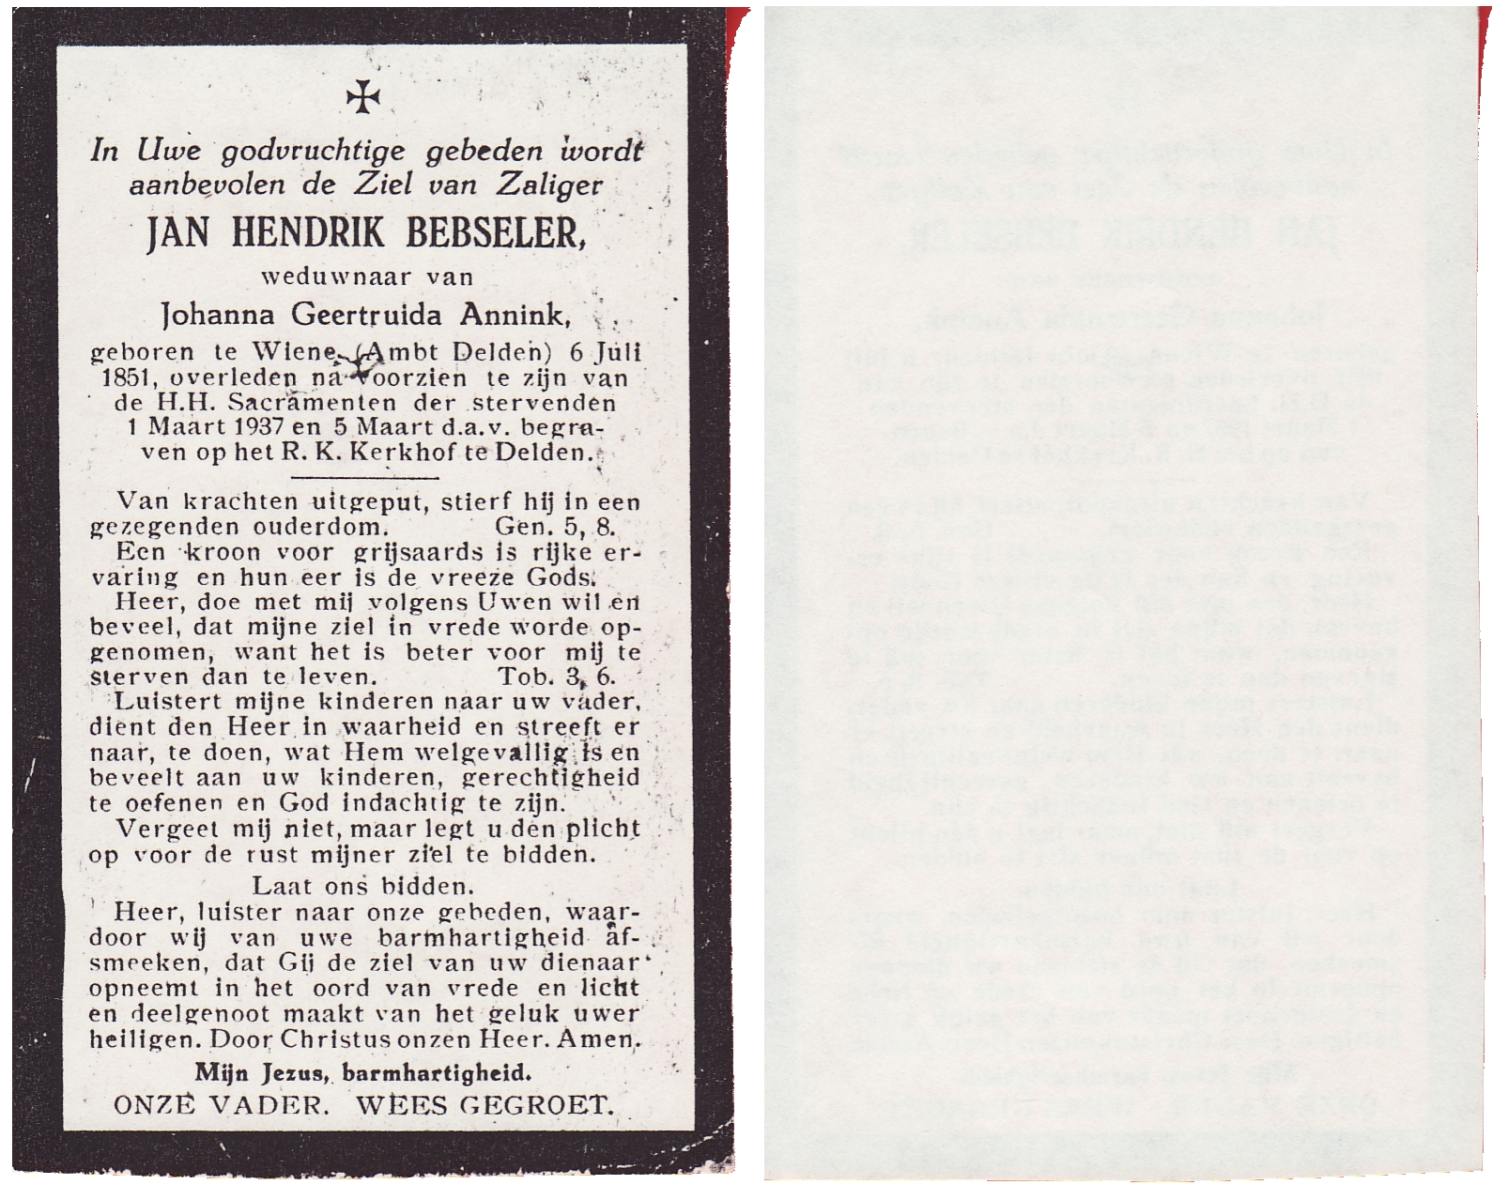 In Uwe godvruchtige gebeden wordt
aanbevolen de Ziel van Zaliger
JAN HENDRIK BEBSELER,
weduwnaar van
Johanna Geertruida Annink,
geboren te Wiene (Ambt Delden) 6 Juli
1851, overleden na voorzien te zijn van
de H.H. Sacramenten der stervenden
1 Maart 1937 en 5 Maart d.a.v. begra-
ven op het R. K. Kerkhof te Delden.
Van krachten uitgeput, stierf hij in een
gezegenden ouderdom. Gen. 5, 8.
Een kroon voor grijsaards is rijke er-
varing en hun eer is de vreeze Gods.
Heer, doe met mij volgens Uwen wil en
beveel, dat mijne ziel in vrede worde op-
genomen, want het is beter voor mij te
sterven dan te leven. Tob. 3, 6.
Luistert mijne kinderen naar uw vader,
dient den Heer in waarheid en streeft er
naar, te doen, wat Hem welgevallig is en
beveelt aan uw kinderen, gerechtigheid
te oefenen en God indachtig te zijn.
Vergeet mij niet, maar legt u den plicht
op voor de rust mijner ziel te bidden.
Laat ons bidden.
Heer, luister naar onze gebeden, waar-
door wij van uwe barmhartigheid af-
smeeken, dat Gij de ziel van uw dienaar
opneemt in het oord van vrede en licht
en deelgenoot maakt van het geluk uwer
heiligen. Door Christus onzen Heer. Amen.
Mijn Jezus, barmhartigheid.
ONZE VADER. WEES GEGROET.